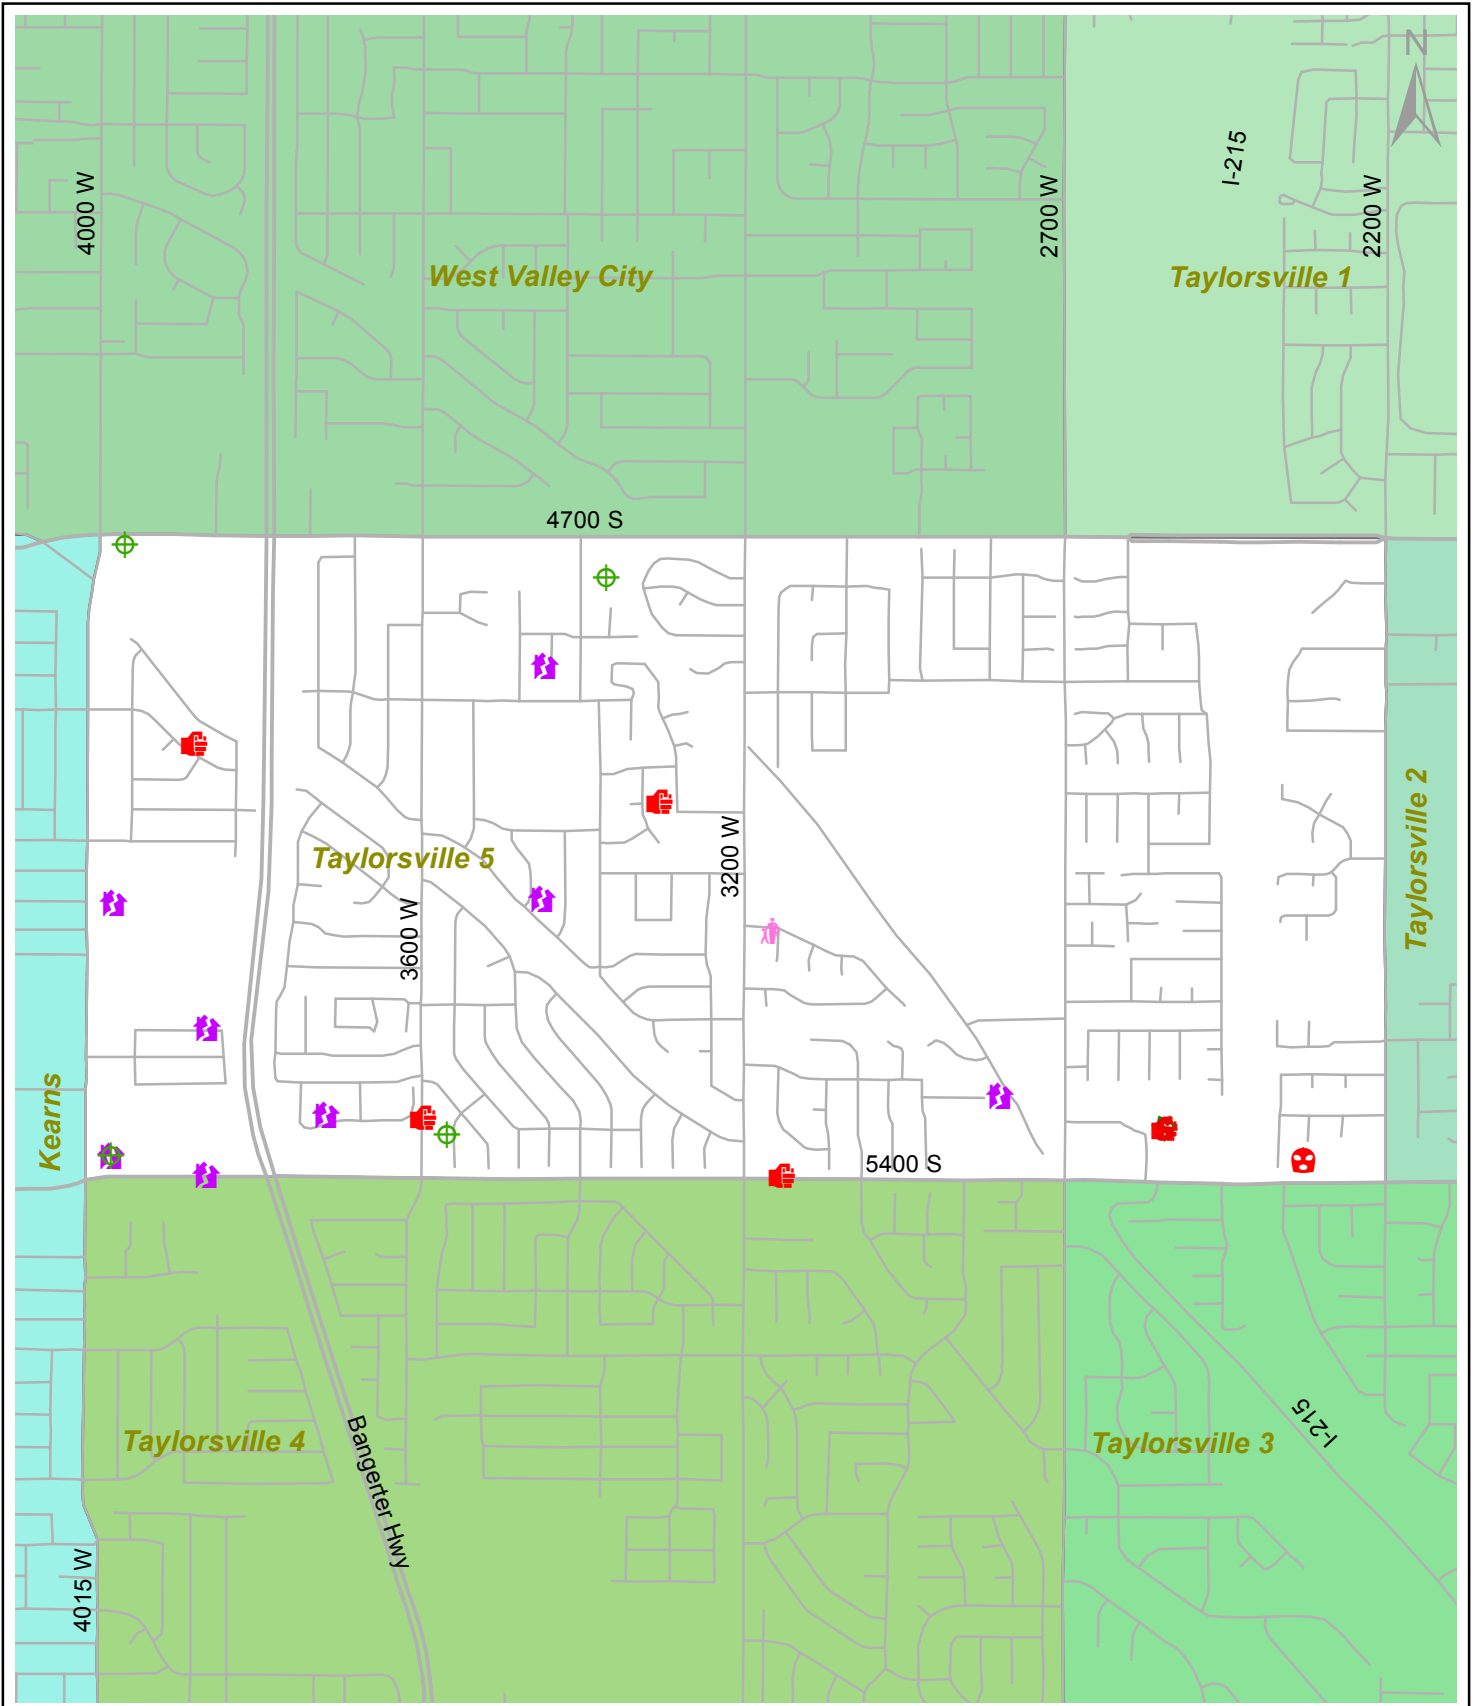 N
I-215
4000 W
2700 W
2200 W
West Valley City
Taylorsville 1
4700 S
Taylorsville 5
3200 W
Taylorsville 2
3600 W
Kearns
5400 S
Taylorsville 4
Bangerter Hwy
Taylorsville 3
I-215
4015 W